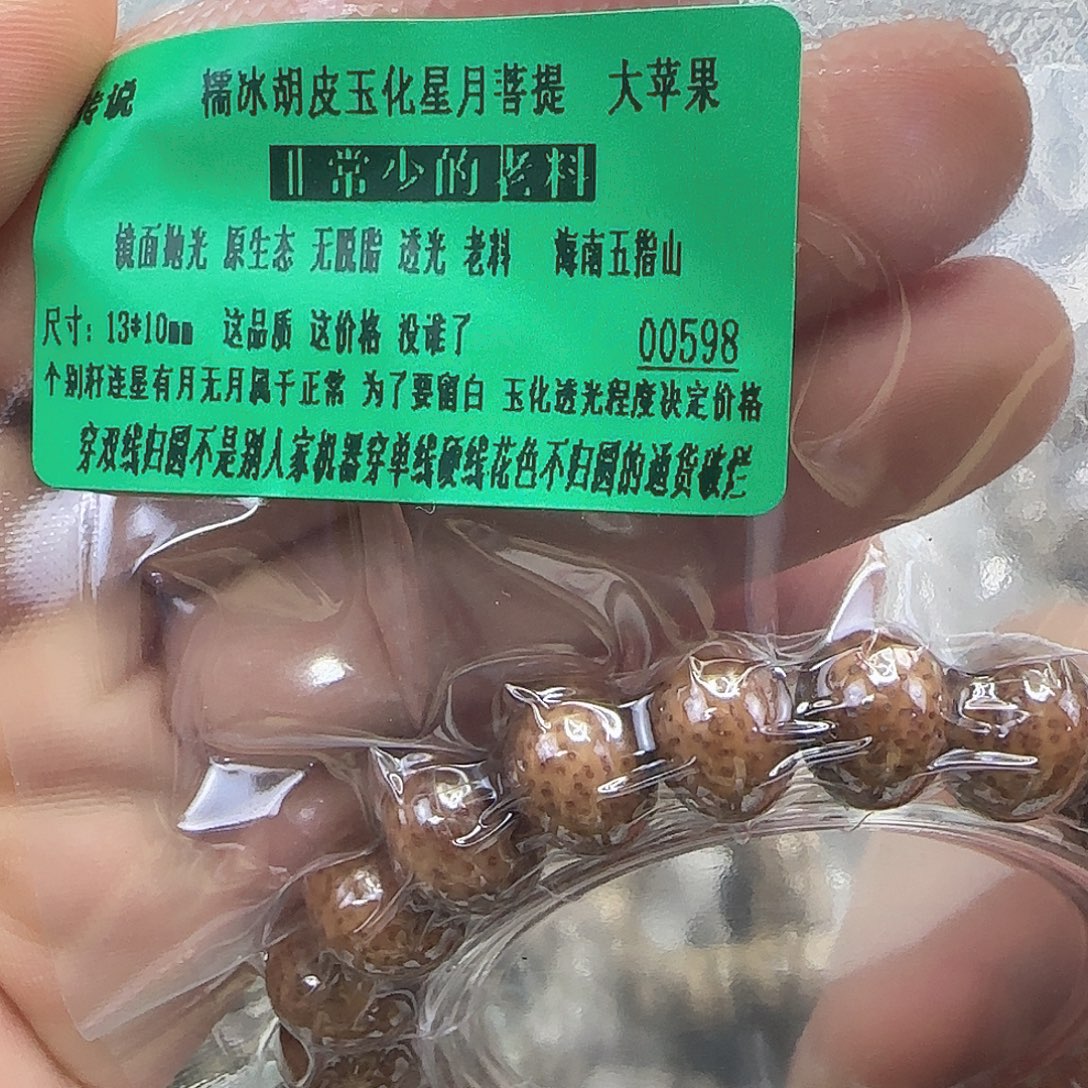 传说 糯冰胡皮玉化星月菩提 大苹果
非常少的老料
镜面抛光 原生态 无脱脂 透光 老料 海南五指山
尺寸：13*10mm 这品质 这价格 没谁了
00598
个别籽连星有月无月属于正常 为了要留白 玉化透光程度决定价格
穿双线归圆不是别人家机器穿单线硬线花色不归圆的通货破烂